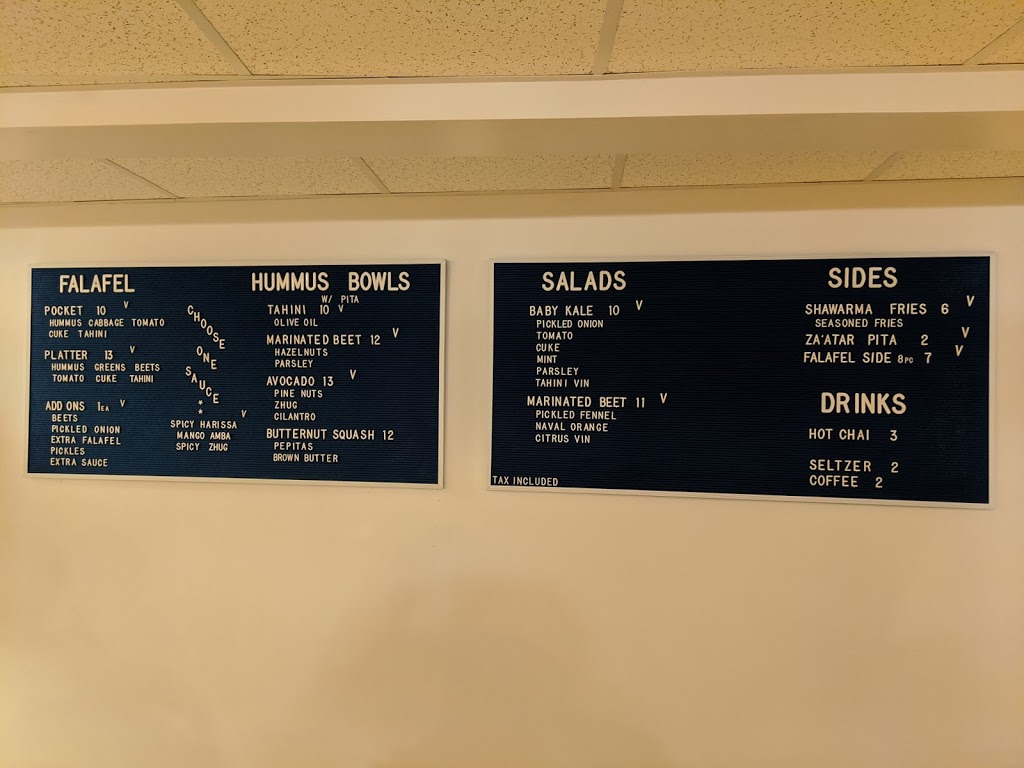 FALAFEL
POCKET 10 V
HUMMUS CABBAGE TOMATO
CUKE TAHINI
PLATTER 13 V
HUMMUS GREENS BEETS
TOMATO CUKE TAHINI
ADD ONS 1EA V
BEETS
PICKLED ONION
EXTRA FALAFEL
PICKLES
EXTRA SAUCE
CHOOSE
ONE
SAUCE
*
*
SPICY HARISSA V
MANGO AMBA
SPICY ZHUG
HUMMUS BOWLS
W/ PITA
TAHINI 10 V
OLIVE OIL
MARINATED BEET 12 V
HAZELNUTS
PARSLEY
AVOCADO 13 V
PINE NUTS
ZHUG
CILANTRO
BUTTERNUT SQUASH 12
PEPITAS
BROWN BUTTER
SALADS
BABY KALE 10 V
PICKLED ONION
TOMATO
CUKE
MINT
PARSLEY
TAHINI VIN
MARINATED BEET 11 V
PICKLED FENNEL
NAVAL ORANGE
CITRUS VIN
TAX INCLUDED
SIDES
SHAWARMA FRIES 6 V
SEASONED FRIES
ZA'ATAR PITA 2 V
FALAFEL SIDE 8PC 7 V
DRINKS
HOT CHAI 3
SELTZER 2
COFFEE 2